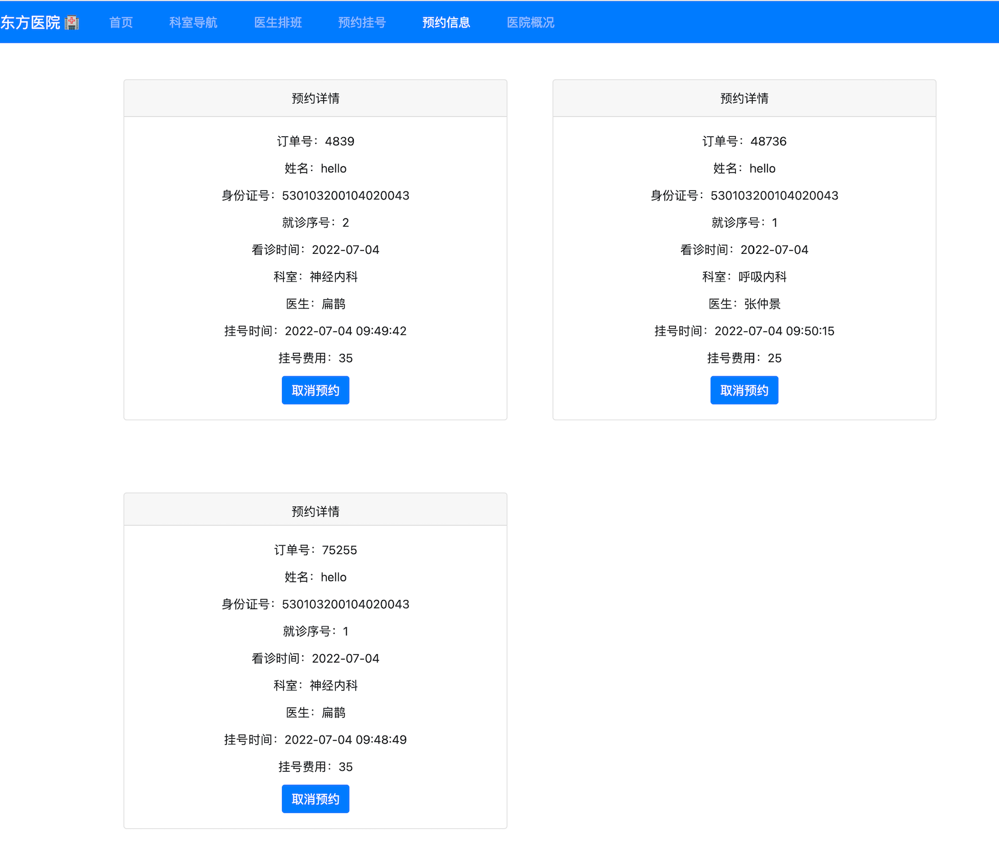 东方医院 首页 科室导航 医生排班 预约挂号 预约信息 医院概况
预约详情
订单号：4839
姓名：hello
身份证号：530103200104020043
就诊序号：2
看诊时间：2022-07-04
科室：神经内科
医生：扁鹊
挂号时间：2022-07-04 09:49:42
挂号费用：35
取消预约
预约详情
订单号：48736
姓名：hello
身份证号：530103200104020043
就诊序号：1
看诊时间：2022-07-04
科室：呼吸内科
医生：张仲景
挂号时间：2022-07-04 09:50:15
挂号费用：25
取消预约
预约详情
订单号：75255
姓名：hello
身份证号：530103200104020043
就诊序号：1
看诊时间：2022-07-04
科室：神经内科
医生：扁鹊
挂号时间：2022-07-04 09:48:49
挂号费用：35
取消预约